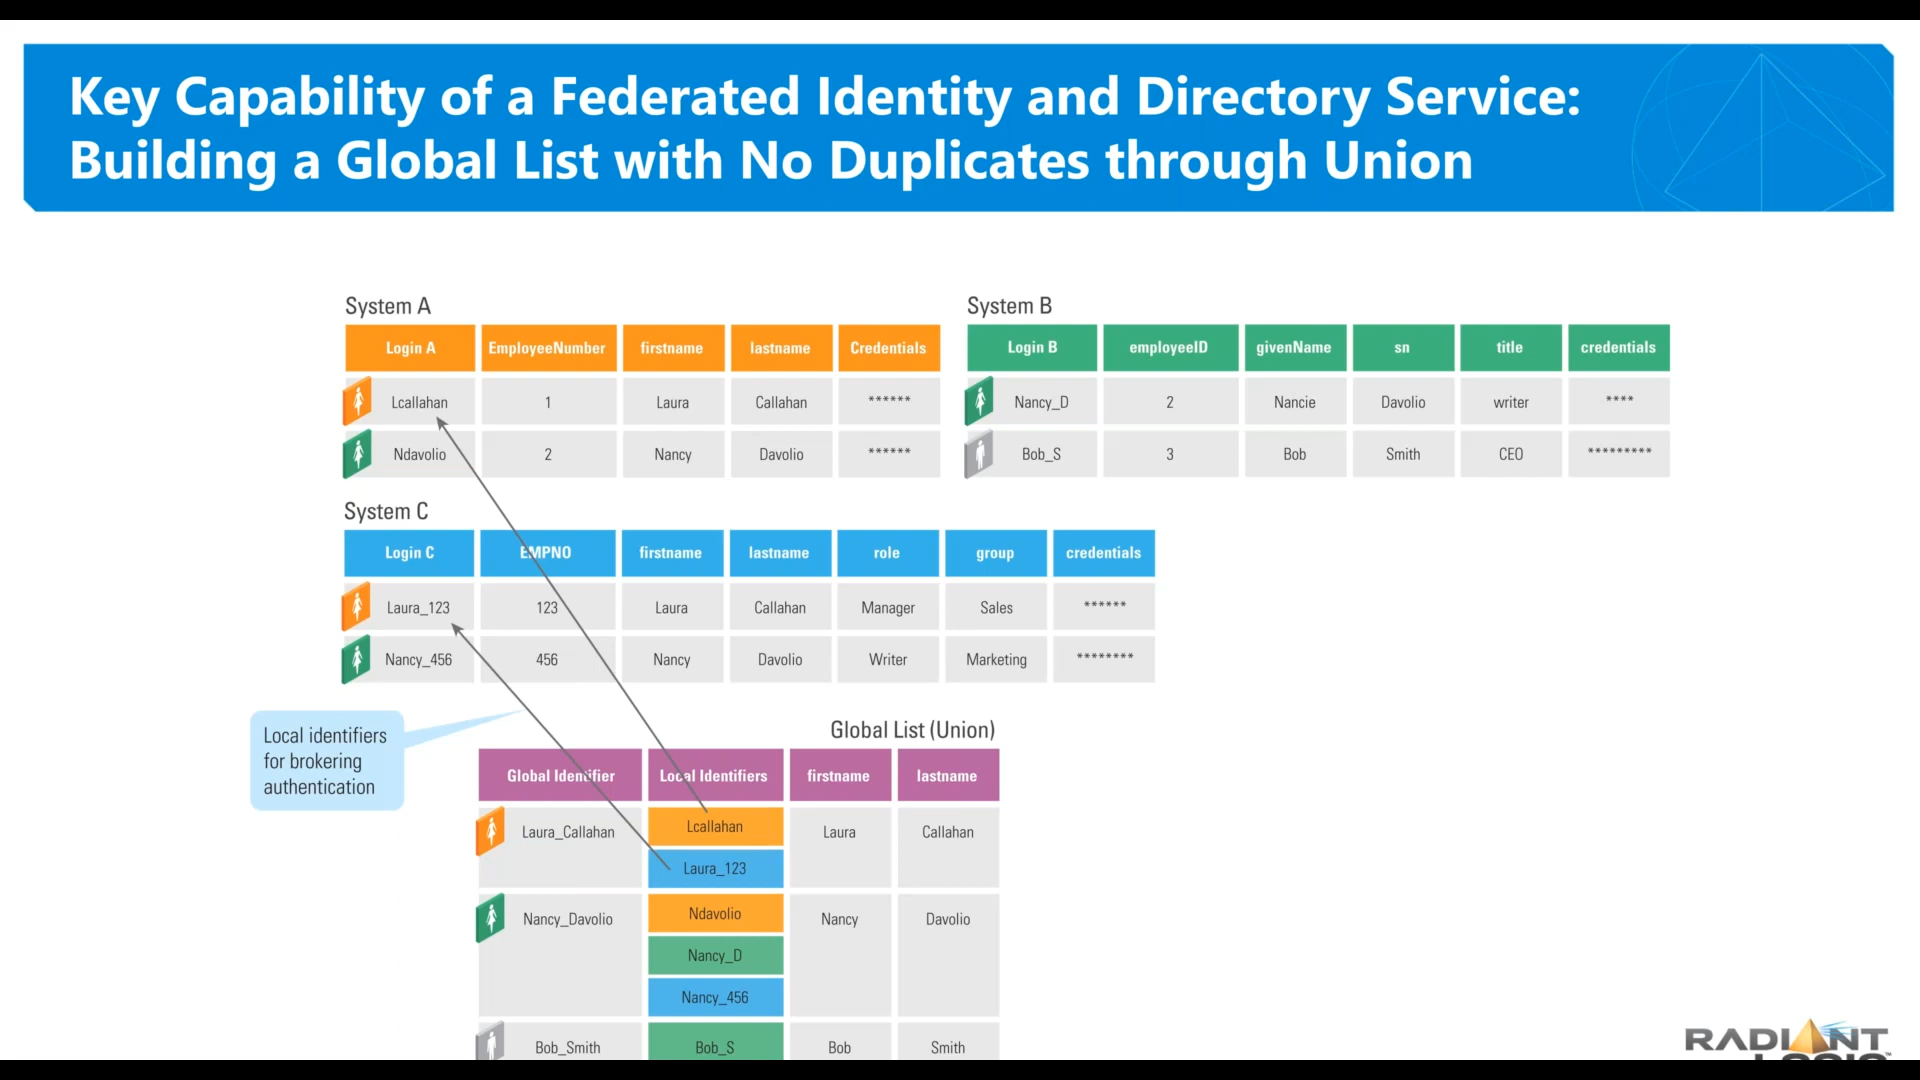 Key Capability of a Federated Identity and Directory Service:
Building a Global List with No Duplicates through Union
System A
Login A EmployeeNumber firstname lastname Credentials
Lcallahan 1 Laura Callahan ******
Ndavolio 2 Nancy Davolio ******
System B
Login B employeeID givenName sn title credentials
Nancy_D 2 Nancie Davolio writer ****
Bob_S 3 Bob Smith CEO *********
System C
Login C EMPNO firstname lastname role group credentials
Laura_123 123 Laura Callahan Manager Sales ******
Nancy_456 456 Nancy Davolio Writer Marketing ********
Local identifiers
for brokering
authentication
Global List (Union)
Global Identifier Local Identifiers firstname lastname
Laura_Callahan Lcallahan Laura Callahan
Laura_123
Nancy_Davolio Ndavolio Nancy Davolio
Nancy_D
Nancy_456
Bob_Smith Bob_S Bob Smith
RADIANT
LOGIC